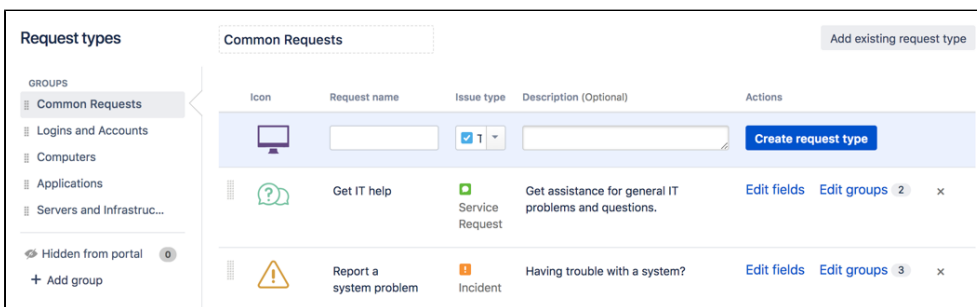 Request types
Common Requests
Add existing request type
GROUPS
Common Requests
Logins and Accounts
Computers
Applications
Servers and Infrastruc...
Hidden from portal 0
+ Add group
Icon Request name Issue type Description (Optional) Actions
T
Create request type
Get IT help
Service
Request
Get assistance for general IT
problems and questions.
Edit fields Edit groups 2 ×
Report a
system problem
Incident
Having trouble with a system?
Edit fields Edit groups 3 ×